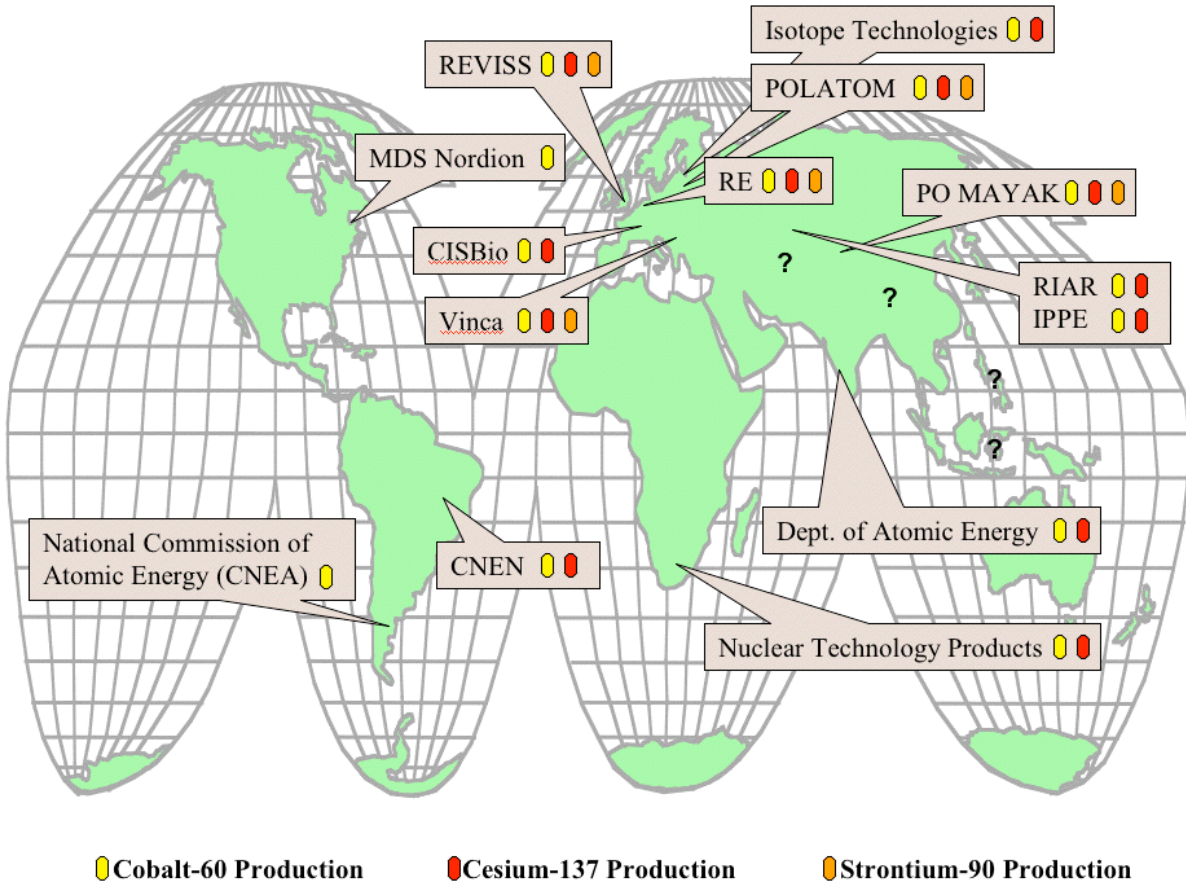 Isotope Technologies
REVISS
POLATOM
MDS Nordion
RE
PO MAYAK
CISBio
RIAR
IPPE
Vinca
?
?
?
?
National Commission of
Atomic Energy (CNEA)
CNEN
Dept. of Atomic Energy
Nuclear Technology Products
Cobalt-60 Production
Cesium-137 Production
Strontium-90 Production